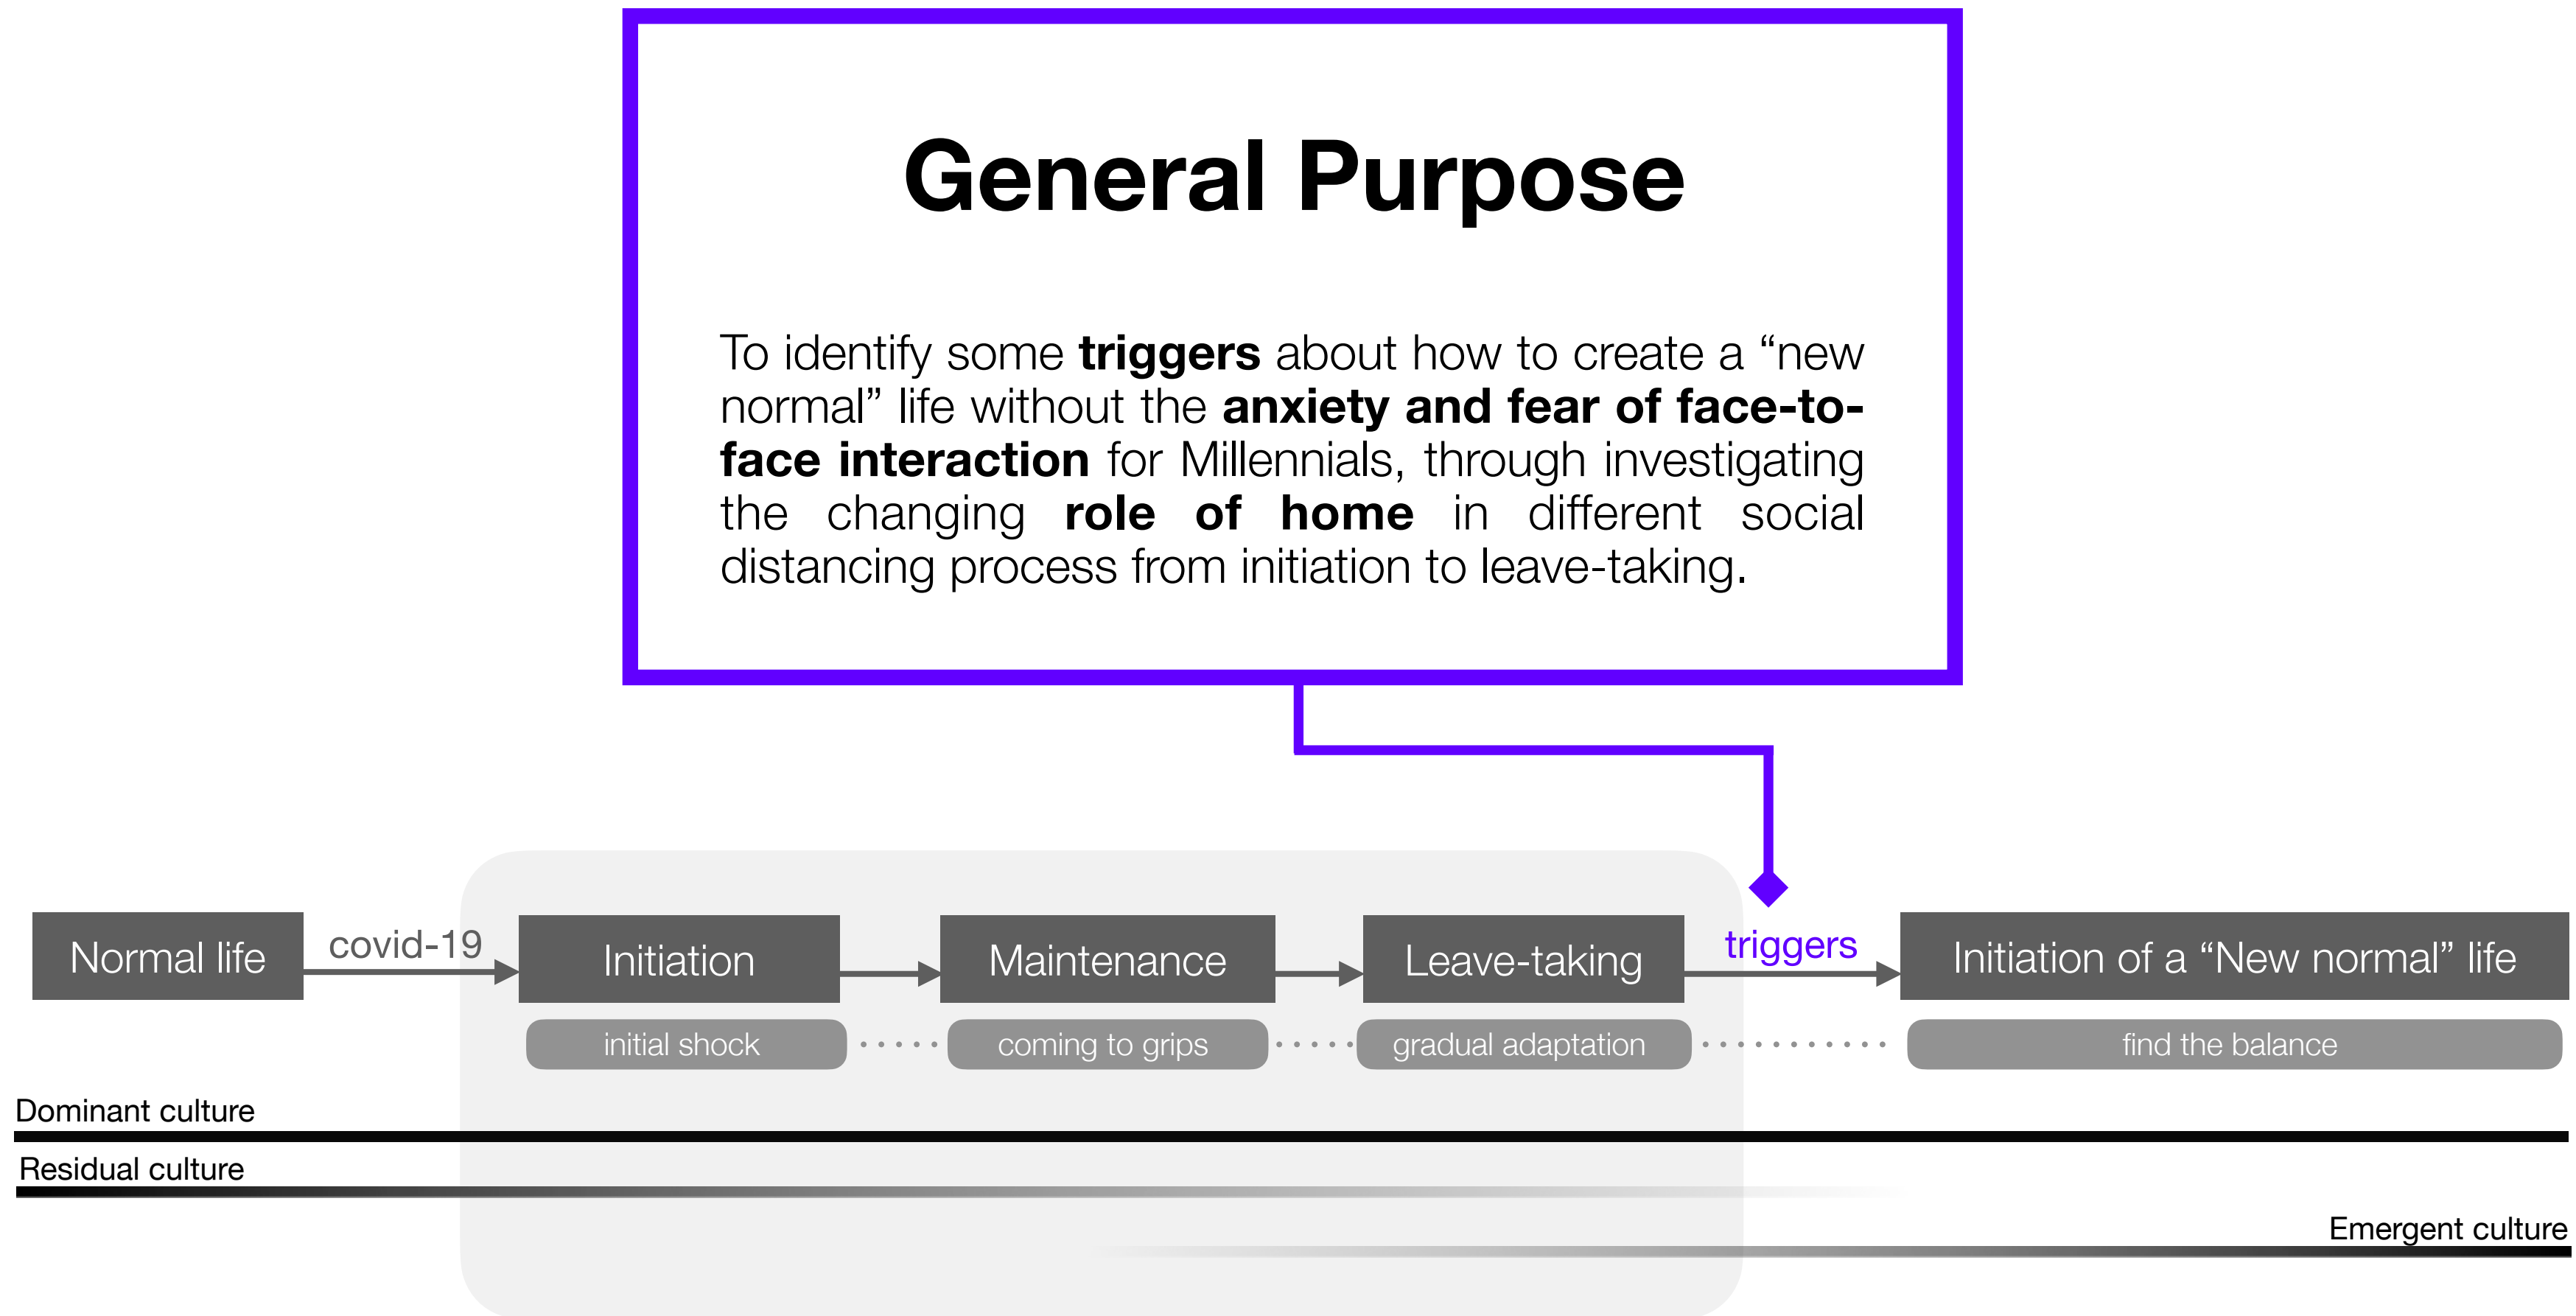 General Purpose
To identify some triggers about how to create a “new
normal” life without the anxiety and fear of face-to-
face interaction for Millennials, through investigating
the changing role of home in different social
distancing process from initiation to leave-taking.
Normal life
covid-19
Initiation
Maintenance
Leave-taking
triggers
Initiation of a “New normal” life
initial shock
coming to grips
gradual adaptation
find the balance
Dominant culture
Residual culture
Emergent culture